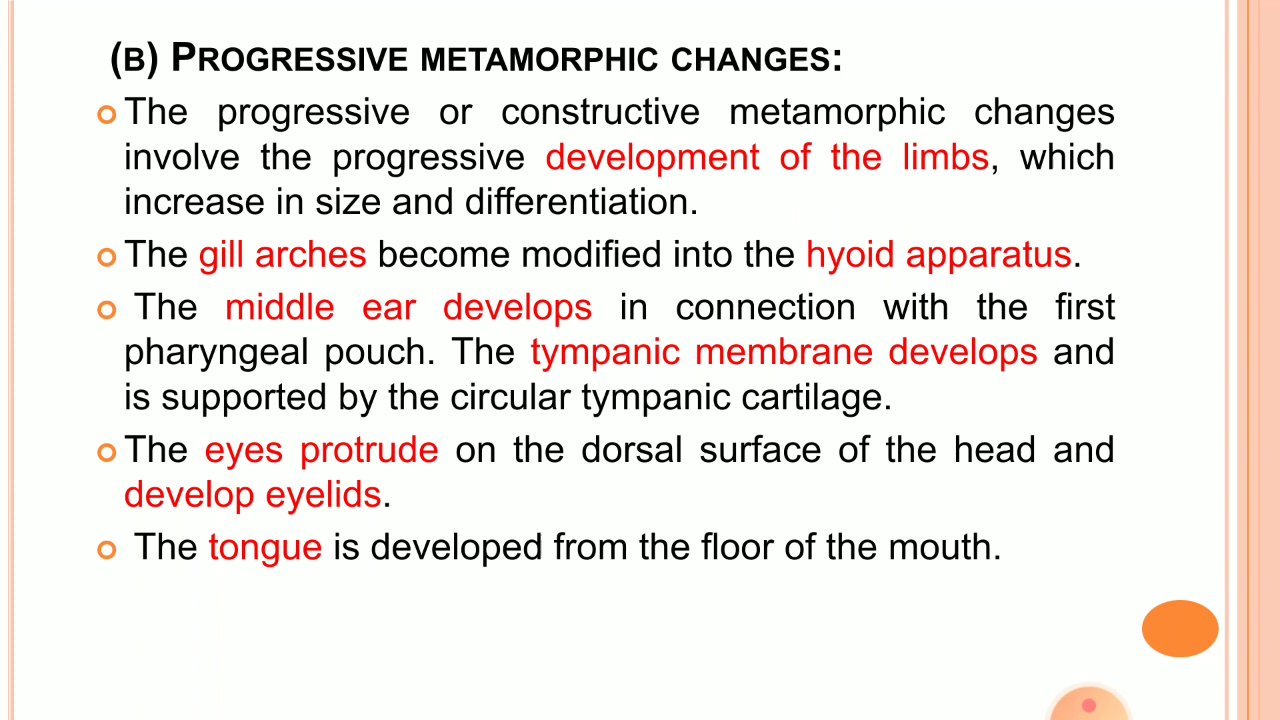 (B) PROGRESSIVE METAMORPHIC CHANGES:
The progressive or constructive metamorphic changes
involve the progressive development of the limbs, which
increase in size and differentiation.
The gill arches become modified into the hyoid apparatus.
The middle ear develops in connection with the first
pharyngeal pouch. The tympanic membrane develops and
is supported by the circular tympanic cartilage.
The eyes protrude on the dorsal surface of the head and
develop eyelids.
The tongue is developed from the floor of the mouth.